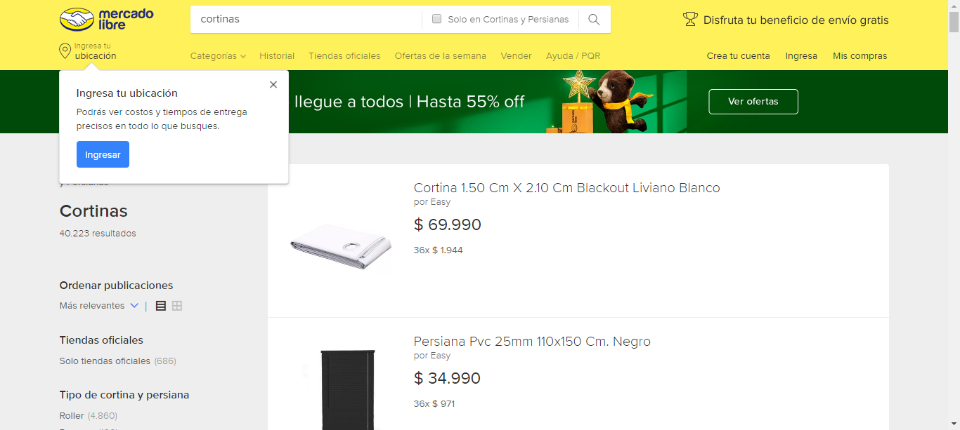 mercado
libre
cortinas
Solo en Cortinas y Persianas
Disfruta tu beneficio de envío gratis
Ingresa tu
ubicación
Categorías
Historial
Tiendas oficiales
Ofertas de la semana
Vender
Ayuda / PQR
Crea tu cuenta
Ingresa
Mis compras
Ingresa tu ubicación
Podrás ver costos y tiempos de entrega
precisos en todo lo que busques.
Ingresar
llegue a todos | Hasta 55% off
Ver ofertas
Cortinas
40.223 resultados
Ordenar publicaciones
Más relevantes
Tiendas oficiales
Solo tiendas oficiales (686)
Tipo de cortina y persiana
Roller (4.860)
Cortina 1.50 Cm X 2.10 Cm Blackout Liviano Blanco
por Easy
$ 69.990
36x $ 1.944
Persiana Pvc 25mm 110x150 Cm. Negro
por Easy
$ 34.990
36x $ 971